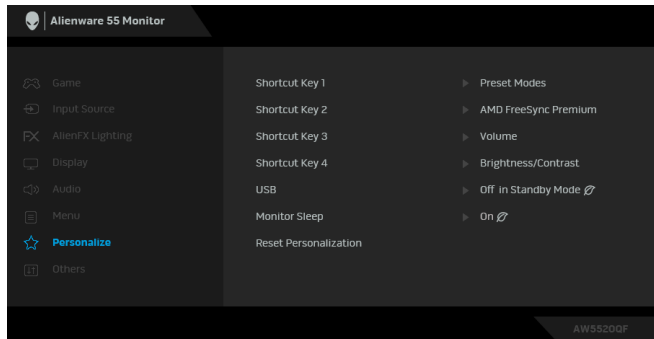 Alienware 55 Monitor
Game
Shortcut Key 1 Preset Modes
Input Source
Shortcut Key 2 AMD FreeSync Premium
FX AlienFX Lighting
Shortcut Key 3 Volume
Display
Shortcut Key 4 Brightness/Contrast
Audio
USB Off in Standby Mode
Menu
Monitor Sleep On
Personalize
Reset Personalization
Others
AW5520QF